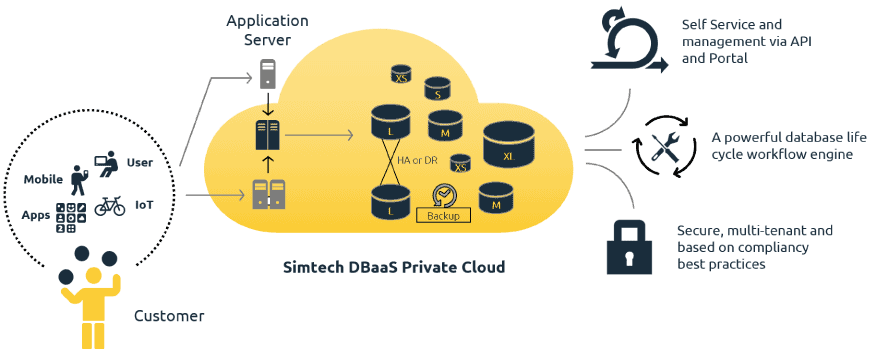 Application
Server
User
Mobile
IoT
Apps
Customer
XS
S
L
M
XL
HA or DR
XS
L
Backup
M
Simtech DBaaS Private Cloud
Self Service and
management via API
and Portal
A powerful database life
cycle workflow engine
Secure, multi-tenant and
based on compliancy
best practices